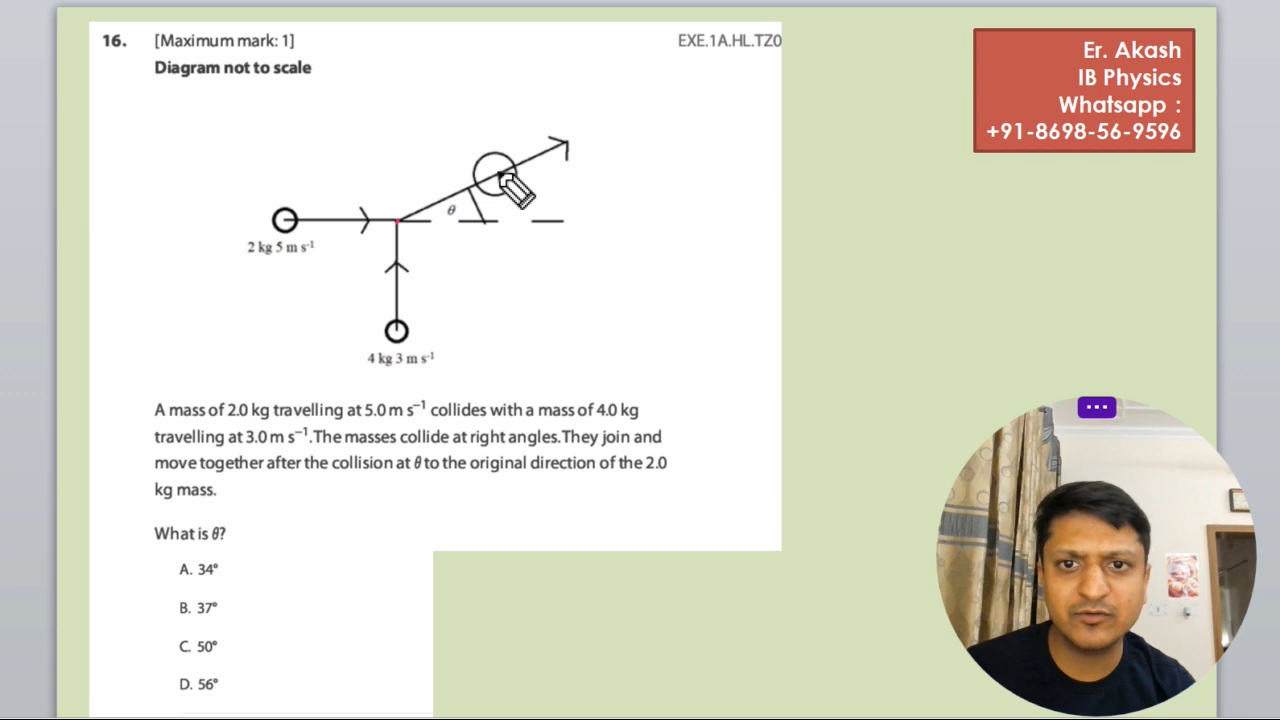 16. [Maximum mark: 1] EXE.1A.HL.TZ0
Diagram not to scale
θ
2 kg 5 m s⁻¹
4 kg 3 m s⁻¹
A mass of 2.0 kg travelling at 5.0 m s⁻¹ collides with a mass of 4.0 kg
travelling at 3.0 m s⁻¹.The masses collide at right angles.They join and
move together after the collision at θ to the original direction of the 2.0
kg mass.
What is θ?
A. 34°
B. 37°
C. 50°
D. 56°
Er. Akash
IB Physics
Whatsapp :
+91-8698-56-9596